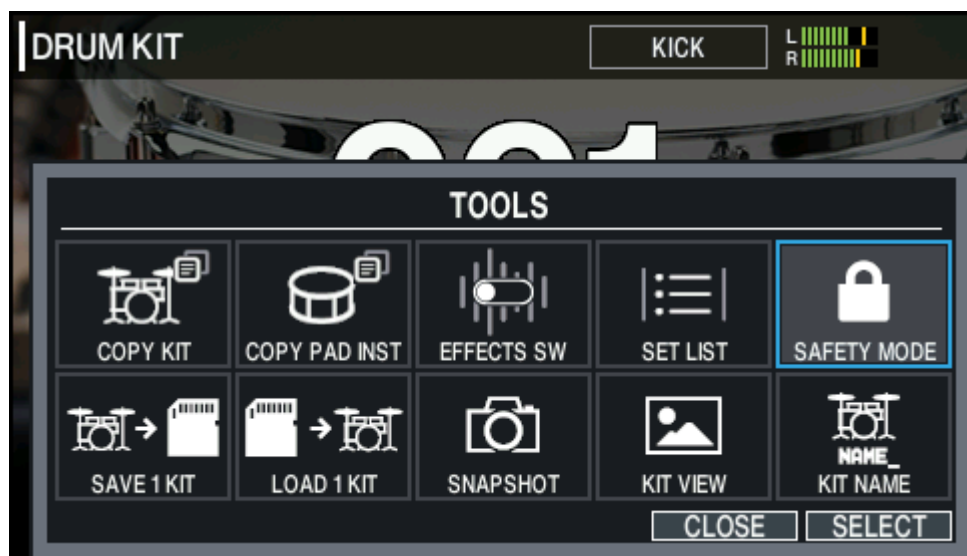 DRUM KIT
KICK
L
R
TOOLS
COPY KIT
COPY PAD INST
EFFECTS SW
SET LIST
SAFETY MODE
SAVE 1 KIT
LOAD 1 KIT
SNAPSHOT
KIT VIEW
NAME_
KIT NAME
CLOSE
SELECT